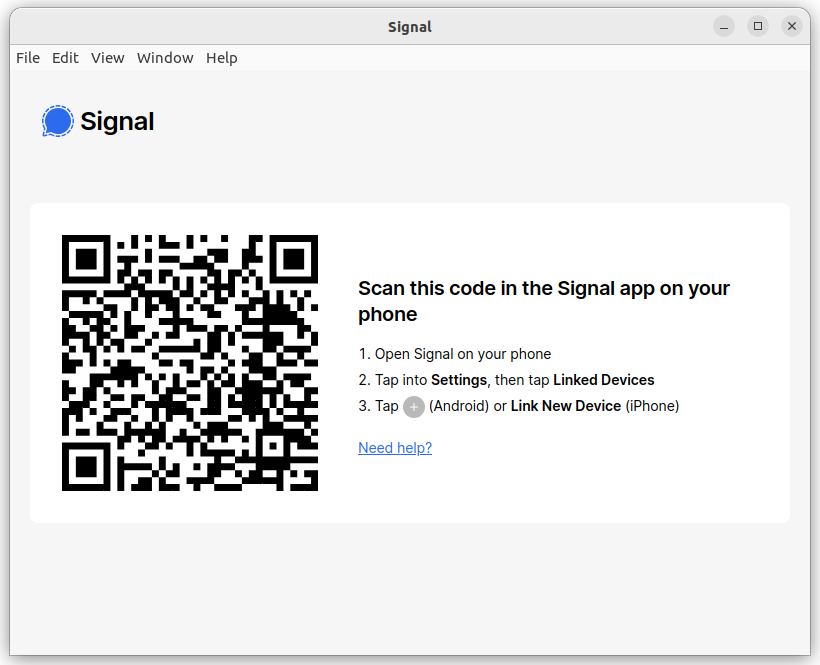 Signal
File Edit View Window Help
Signal
Scan this code in the Signal app on your
phone
1. Open Signal on your phone
2. Tap into Settings, then tap Linked Devices
3. Tap + (Android) or Link New Device (iPhone)
Need help?